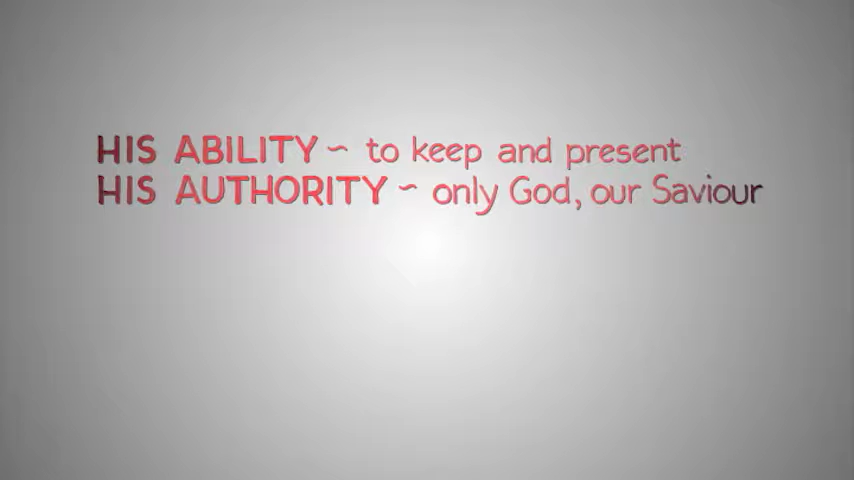 HIS ABILITY ~ to keep and present
HIS AUTHORITY ~ only God, our Saviour